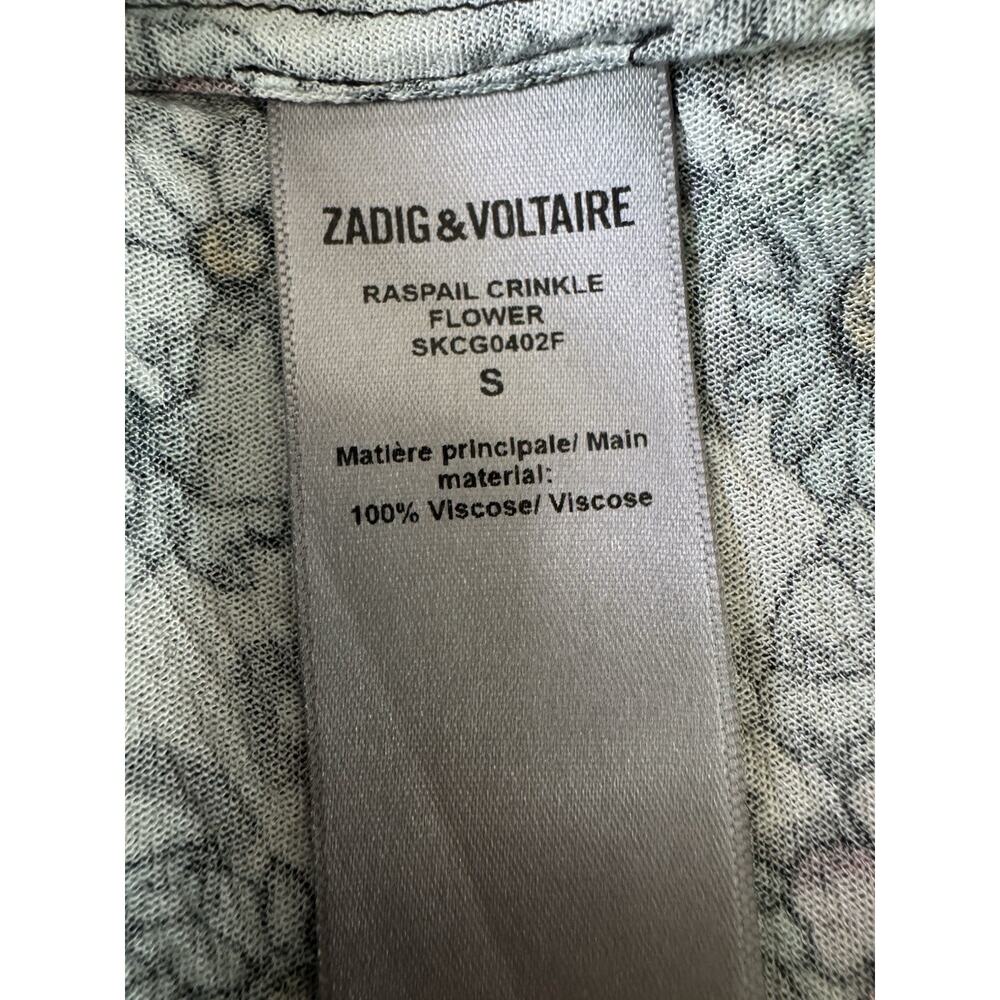 ZADIG & VOLTAIRE
RASPAIL CRINKLE
FLOWER
SKCG0402F
S
Matière principale/ Main
material:
100% Viscose/ Viscose